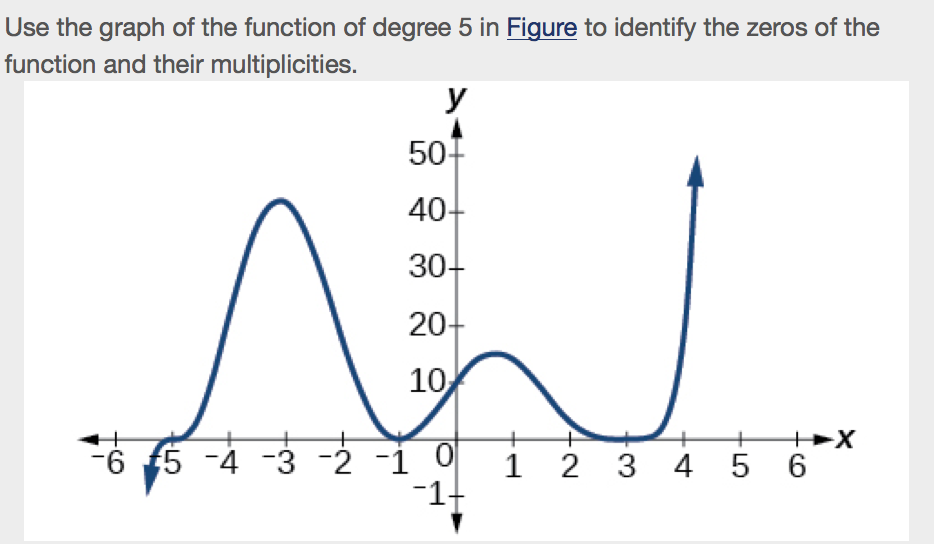 Use the graph of the function of degree 5 in Figure to identify the zeros of the
function and their multiplicities.
y
50
40
30
20
10
-6 -5 -4 -3 -2 -1 0 1 2 3 4 5 6 x
-1